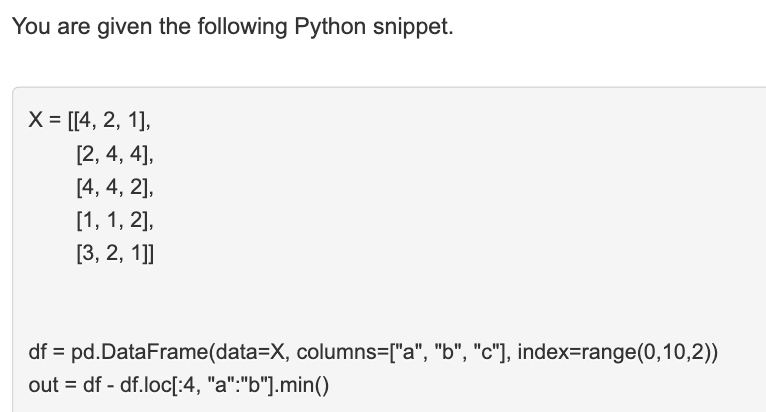 You are given the following Python snippet.
X = [[4, 2, 1],
[2, 4, 4],
[4, 4, 2],
[1, 1, 2],
[3, 2, 1]]
df = pd.DataFrame(data=X, columns=["a", "b", "c"], index=range(0,10,2))
out = df - df.loc[:4, "a":"b"].min()